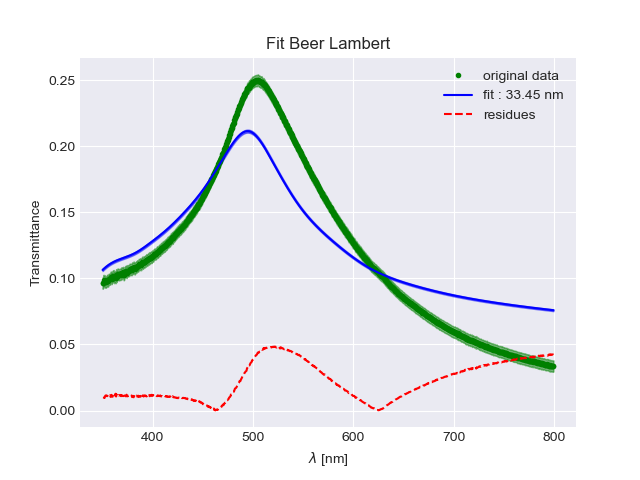 Fit Beer Lambert
original data
fit : 33.45 nm
residues
Transmittance
0.25
0.20
0.15
0.10
0.05
0.00
400
500
600
700
800
λ [nm]